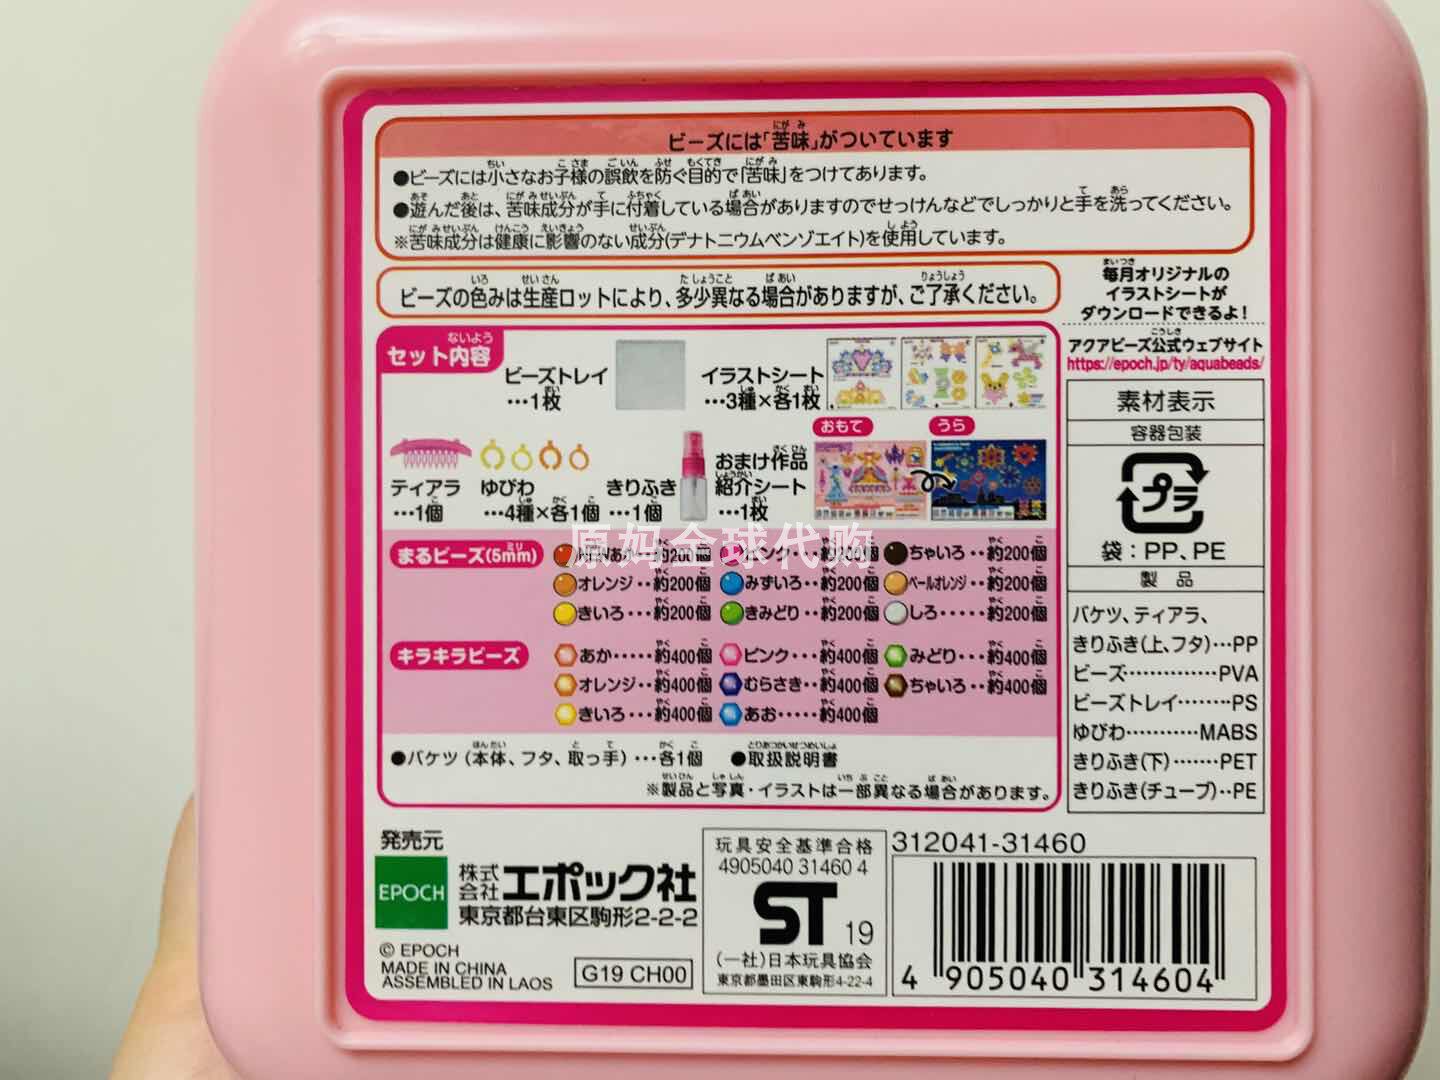 ビーズには「苦味」がついています
●ビーズには小さなお子様の誤飲を防ぐ目的で「苦味」をつけてあります。
●遊んだ後は、苦味成分が手に付着している場合がありますのでせっけんなどでしっかりと手を洗ってください。
※苦味成分は健康に影響のない成分(デナトニウムベンゾエイト)を使用しています。
ビーズの色みは生産ロットにより、多少異なる場合がありますが、ご了承ください。
毎月オリジナルの
イラストシートが
ダウンロードできるよ!
アクアビーズ公式ウェブサイト
https://epoch.jp/ty/aquabeads/
セット内容
ビーズトレイ
…1枚
イラストシート
…3種×各1枚
おもて
うら
ティアラ
…1個
ゆびわ
…4種×各1個
きりふき
…1個
おまけ作品
紹介シート
…1枚
原妈全球代购
まるビーズ(5mm)
あか‥約200個
ピンク…約200個
ちゃいろ‥約200個
オレンジ‥約200個
みずいろ‥約200個
ペールオレンジ‥約200個
きいろ…約200個
きみどり‥約200個
しろ‥‥‥約200個
キラキラビーズ
あか‥‥‥約400個
ピンク…約400個
みどり…約400個
オレンジ‥約400個
むらさき‥約400個
ちゃいろ‥約400個
きいろ…約400個
あお‥‥‥約400個
●バケツ(本体、フタ、取っ手)…各1個 ●取扱説明書
※製品と写真・イラストは一部異なる場合があります。
素材表示
容器包装
プラ
袋:PP、PE
製品
バケツ、ティアラ、
きりふき(上、フタ)…PP
ビーズ……………PVA
ビーズトレイ………PS
ゆびわ…………MABS
きりふき(下)……PET
きりふき(チューブ)‥PE
発売元
EPOCH
株式会社エポック社
東京都台東区駒形2-2-2
© EPOCH
MADE IN CHINA
ASSEMBLED IN LAOS
G19 CH00
玩具安全基準合格
4905040 31460 4
ST 19
(一社)日本玩具協会
東京都墨田区東駒形4-22-4
312041-31460
4 905040 314604